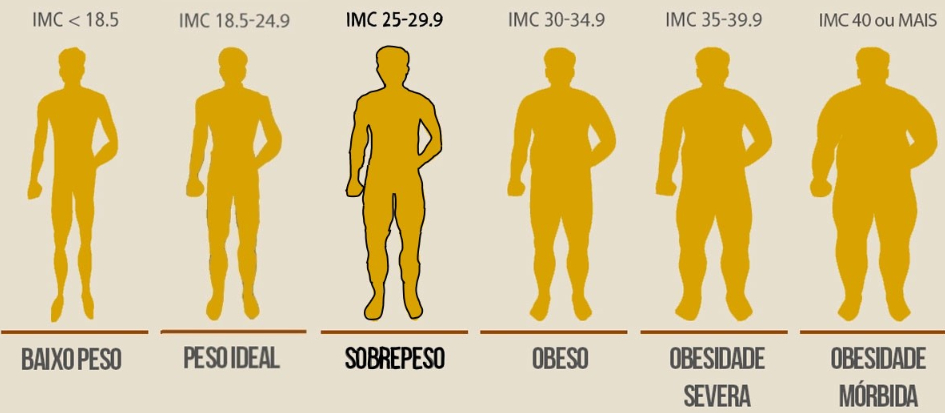 IMC < 18.5
IMC 18.5-24.9
IMC 25-29.9
IMC 30-34.9
IMC 35-39.9
IMC 40 ou MAIS
BAIXO PESO
PESO IDEAL
SOBREPESO
OBESO
OBESIDADE
SEVERA
OBESIDADE
MÓRBIDA